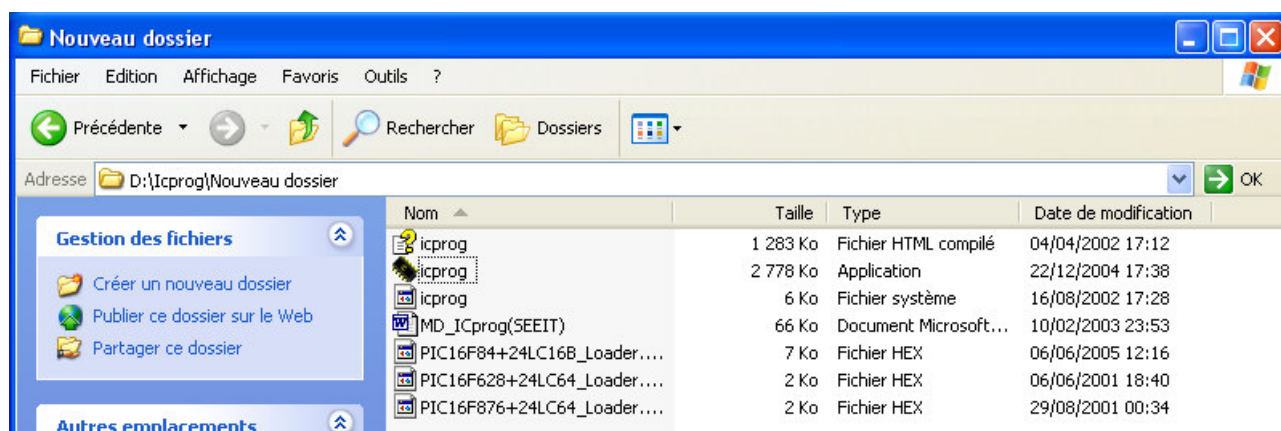 Nouveau dossier
Fichier Edition Affichage Favoris Outils ?
Précédente Rechercher Dossiers
Adresse D:\Icprog\Nouveau dossier OK
Nom Taille Type Date de modification
Gestion des fichiers
Créer un nouveau dossier
Publier ce dossier sur le Web
Partager ce dossier
Autres emplacements
icprog 1 283 Ko Fichier HTML compilé 04/04/2002 17:12
icprog 2 778 Ko Application 22/12/2004 17:38
icprog 6 Ko Fichier système 16/08/2002 17:28
MD_ICprog(SEEIT) 66 Ko Document Microsoft... 10/02/2003 23:53
PIC16F84+24LC16B_Loader.... 7 Ko Fichier HEX 06/06/2005 12:16
PIC16F628+24LC64_Loader.... 2 Ko Fichier HEX 06/06/2001 18:40
PIC16F876+24LC64_Loader.... 2 Ko Fichier HEX 29/08/2001 00:34